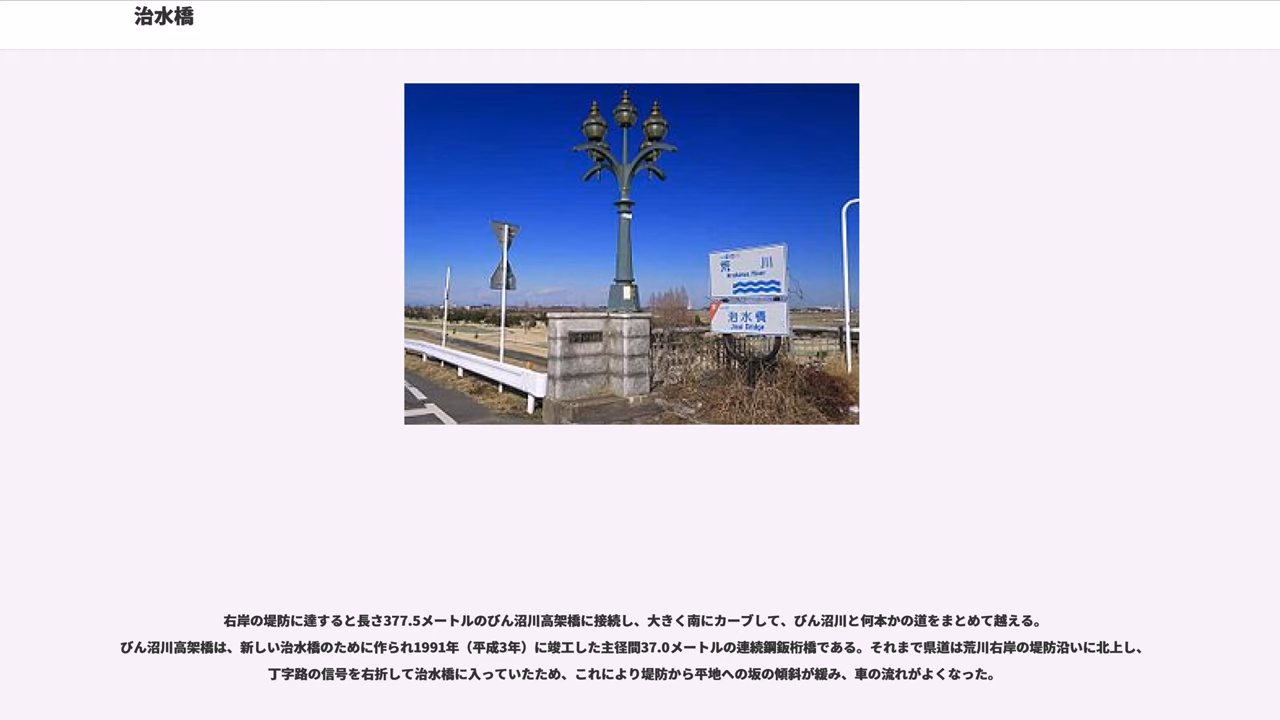 治水橋
荒川
Arakawa River
治水橋
Jisui Bridge
右岸の堤防に達すると長さ377.5メートルのびん沼川高架橋に接続し、大きく南にカーブして、びん沼川と何本かの道をまとめて越える。
びん沼川高架橋は、新しい治水橋のために作られ1991年（平成3年）に竣工した主径間37.0メートルの連続鋼鈑桁橋である。それまで県道は荒川右岸の堤防沿いに北上し、
丁字路の信号を右折して治水橋に入っていたため、これにより堤防から平地への坂の傾斜が緩み、車の流れがよくなった。